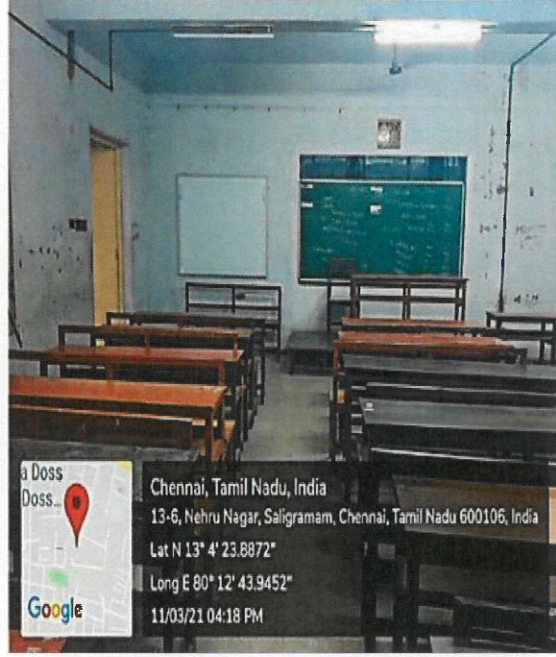 a Doss
Doss...
Google
Chennai, Tamil Nadu, India
13-6, Nehru Nagar, Saligramam, Chennai, Tamil Nadu 600106, India
Lat N 13° 4' 23.8872"
Long E 80° 12' 43.9452"
11/03/21 04:18 PM